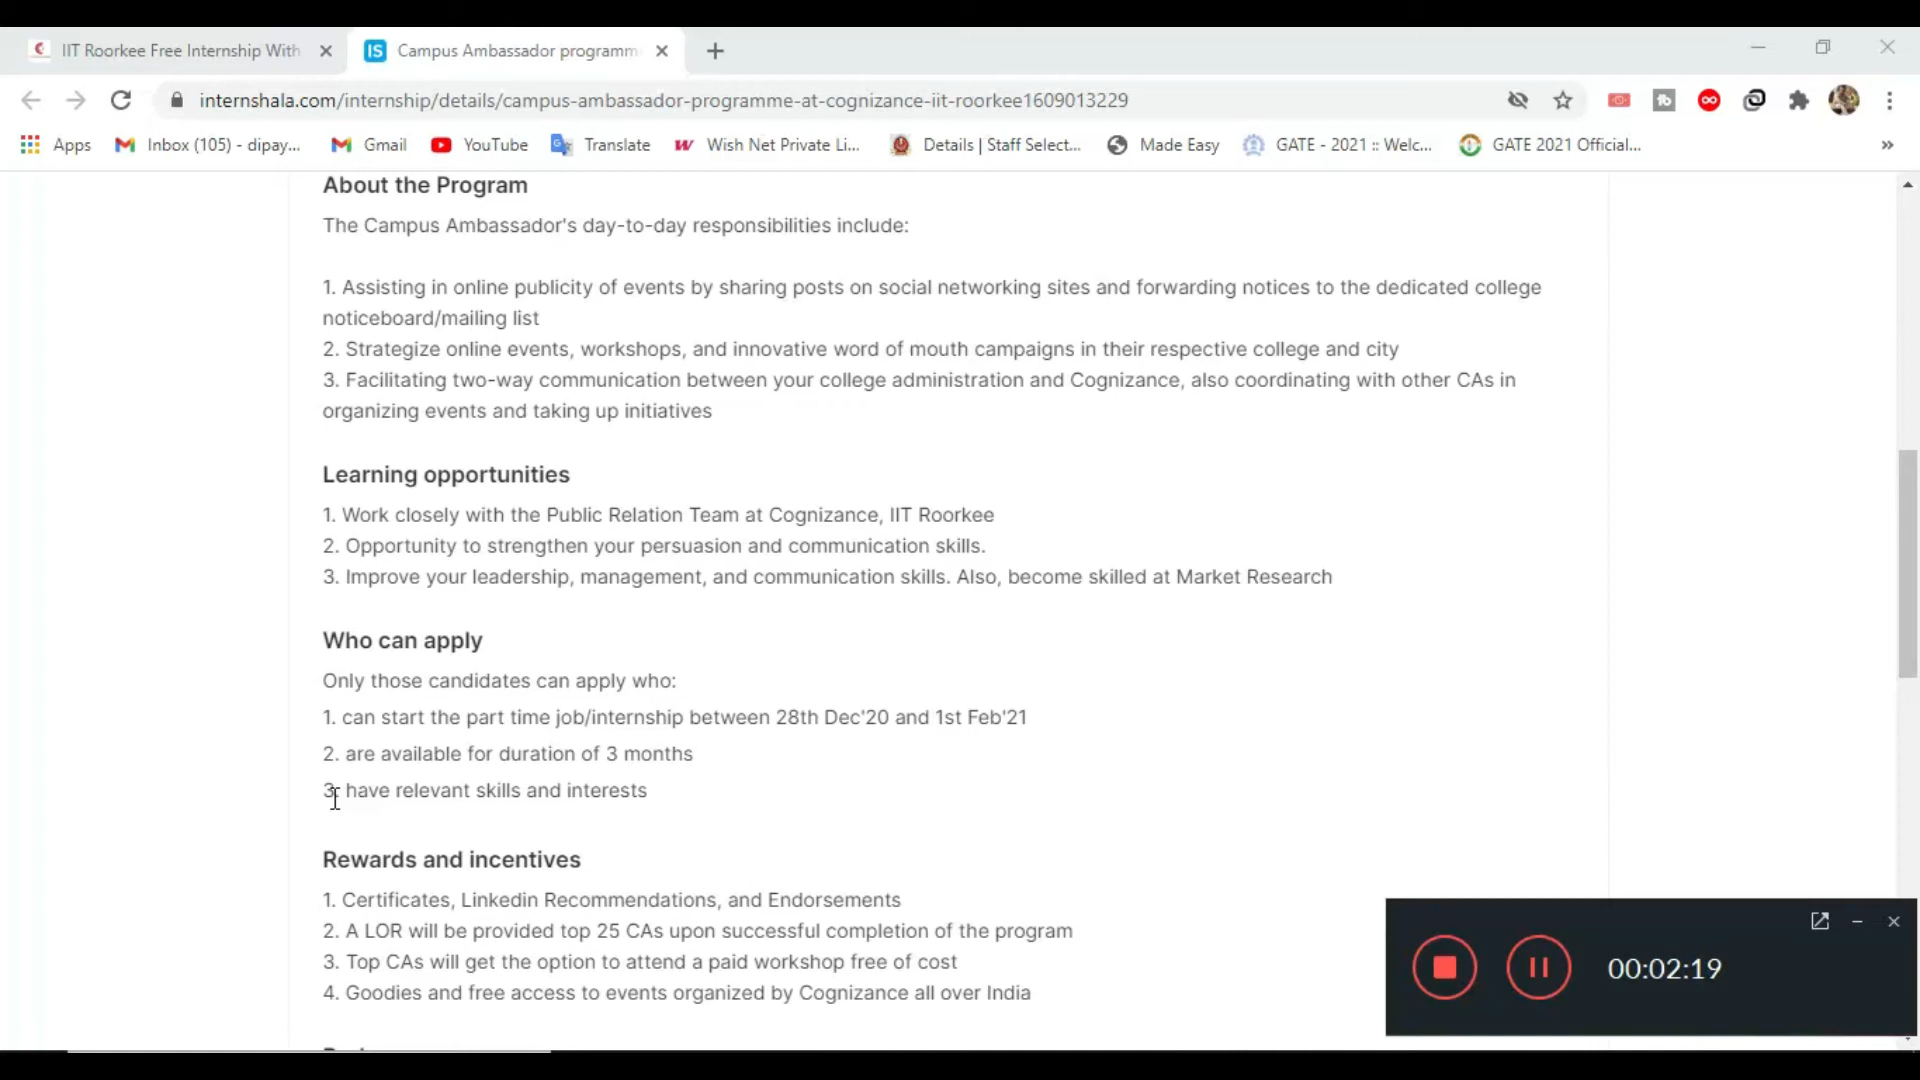 IIT Roorkee Free Internship With
IS Campus Ambassador programm
internshala.com/internship/details/campus-ambassador-programme-at-cognizance-iit-roorkee1609013229
Apps Inbox (105) - dipay... Gmail YouTube Translate Wish Net Private Li... Details | Staff Select... Made Easy GATE - 2021 :: Welc... GATE 2021 Official... »
About the Program
The Campus Ambassador's day-to-day responsibilities include:
1. Assisting in online publicity of events by sharing posts on social networking sites and forwarding notices to the dedicated college
noticeboard/mailing list
2. Strategize online events, workshops, and innovative word of mouth campaigns in their respective college and city
3. Facilitating two-way communication between your college administration and Cognizance, also coordinating with other CAs in
organizing events and taking up initiatives
Learning opportunities
1. Work closely with the Public Relation Team at Cognizance, IIT Roorkee
2. Opportunity to strengthen your persuasion and communication skills.
3. Improve your leadership, management, and communication skills. Also, become skilled at Market Research
Who can apply
Only those candidates can apply who:
1. can start the part time job/internship between 28th Dec'20 and 1st Feb'21
2. are available for duration of 3 months
3. have relevant skills and interests
Rewards and incentives
1. Certificates, Linkedin Recommendations, and Endorsements
2. A LOR will be provided top 25 CAs upon successful completion of the program
3. Top CAs will get the option to attend a paid workshop free of cost
4. Goodies and free access to events organized by Cognizance all over India
00:02:19